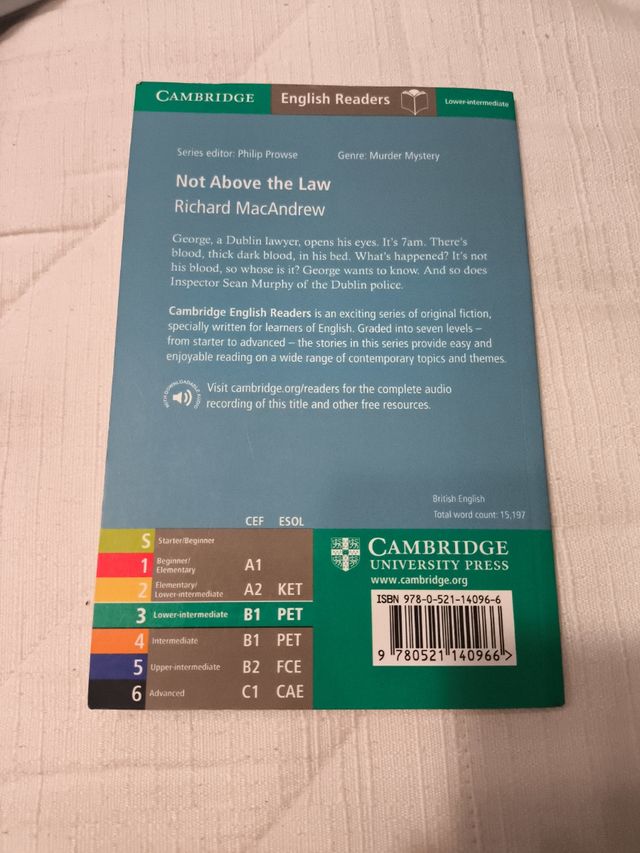 CAMBRIDGE English Readers Lower-intermediate
Series editor: Philip Prowse Genre: Murder Mystery
Not Above the Law
Richard MacAndrew
George, a Dublin lawyer, opens his eyes. It's 7am. There's
blood, thick dark blood, in his bed. What's happened? It's not
his blood, so whose is it? George wants to know. And so does
Inspector Sean Murphy of the Dublin police.
Cambridge English Readers is an exciting series of original fiction,
specially written for learners of English. Graded into seven levels –
from starter to advanced – the stories in this series provide easy and
enjoyable reading on a wide range of contemporary topics and themes.
WITH DOWNLOADABLE AUDIO
Visit cambridge.org/readers for the complete audio
recording of this title and other free resources.
British English
Total word count: 15,197
CEF ESOL
S Starter/Beginner
1 Beginner/
Elementary A1
2 Elementary/
Lower-intermediate A2 KET
3 Lower-intermediate B1 PET
4 Intermediate B1 PET
5 Upper-intermediate B2 FCE
6 Advanced C1 CAE
CAMBRIDGE
UNIVERSITY PRESS
www.cambridge.org
ISBN 978-0-521-14096-6
9 780521 140966 >